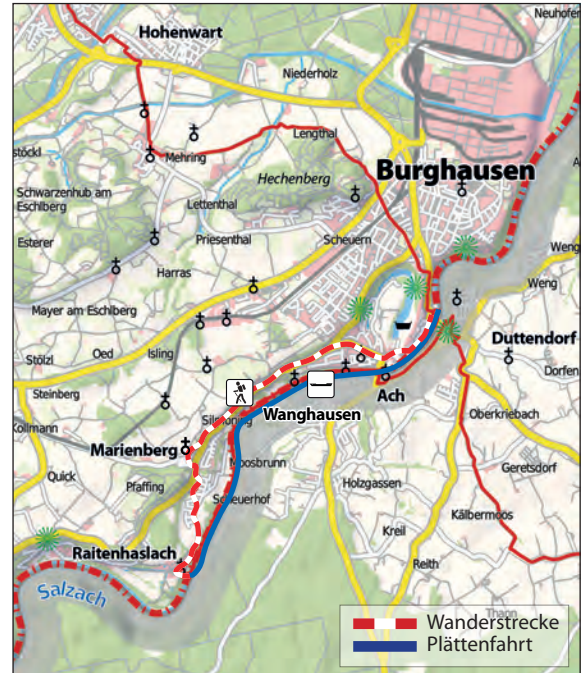 Hohenwart
Neuhofen
Niederholz
Lengthal
Mehring
Burghausen
Hechenberg
Schwarzenhub am
Eschlberg
Lettenthal
Priesenthal
Scheuern
Esterer
Harras
Weng
Weng
Mayer am Eschlberg
Duttendorf
Stölzl
Oed
Isling
Dorfen
Steinberg
Ach
Wanghausen
Oberkriebach
Marienberg
Moosbrunn
Geretsdorf
Quick
Pfaffing
Scheuerhof
Holzgassen
Kälbermoos
Kreil
Raitenhaslach
Reith
Salzach
Thann
Wanderstrecke
Plättenfahrt